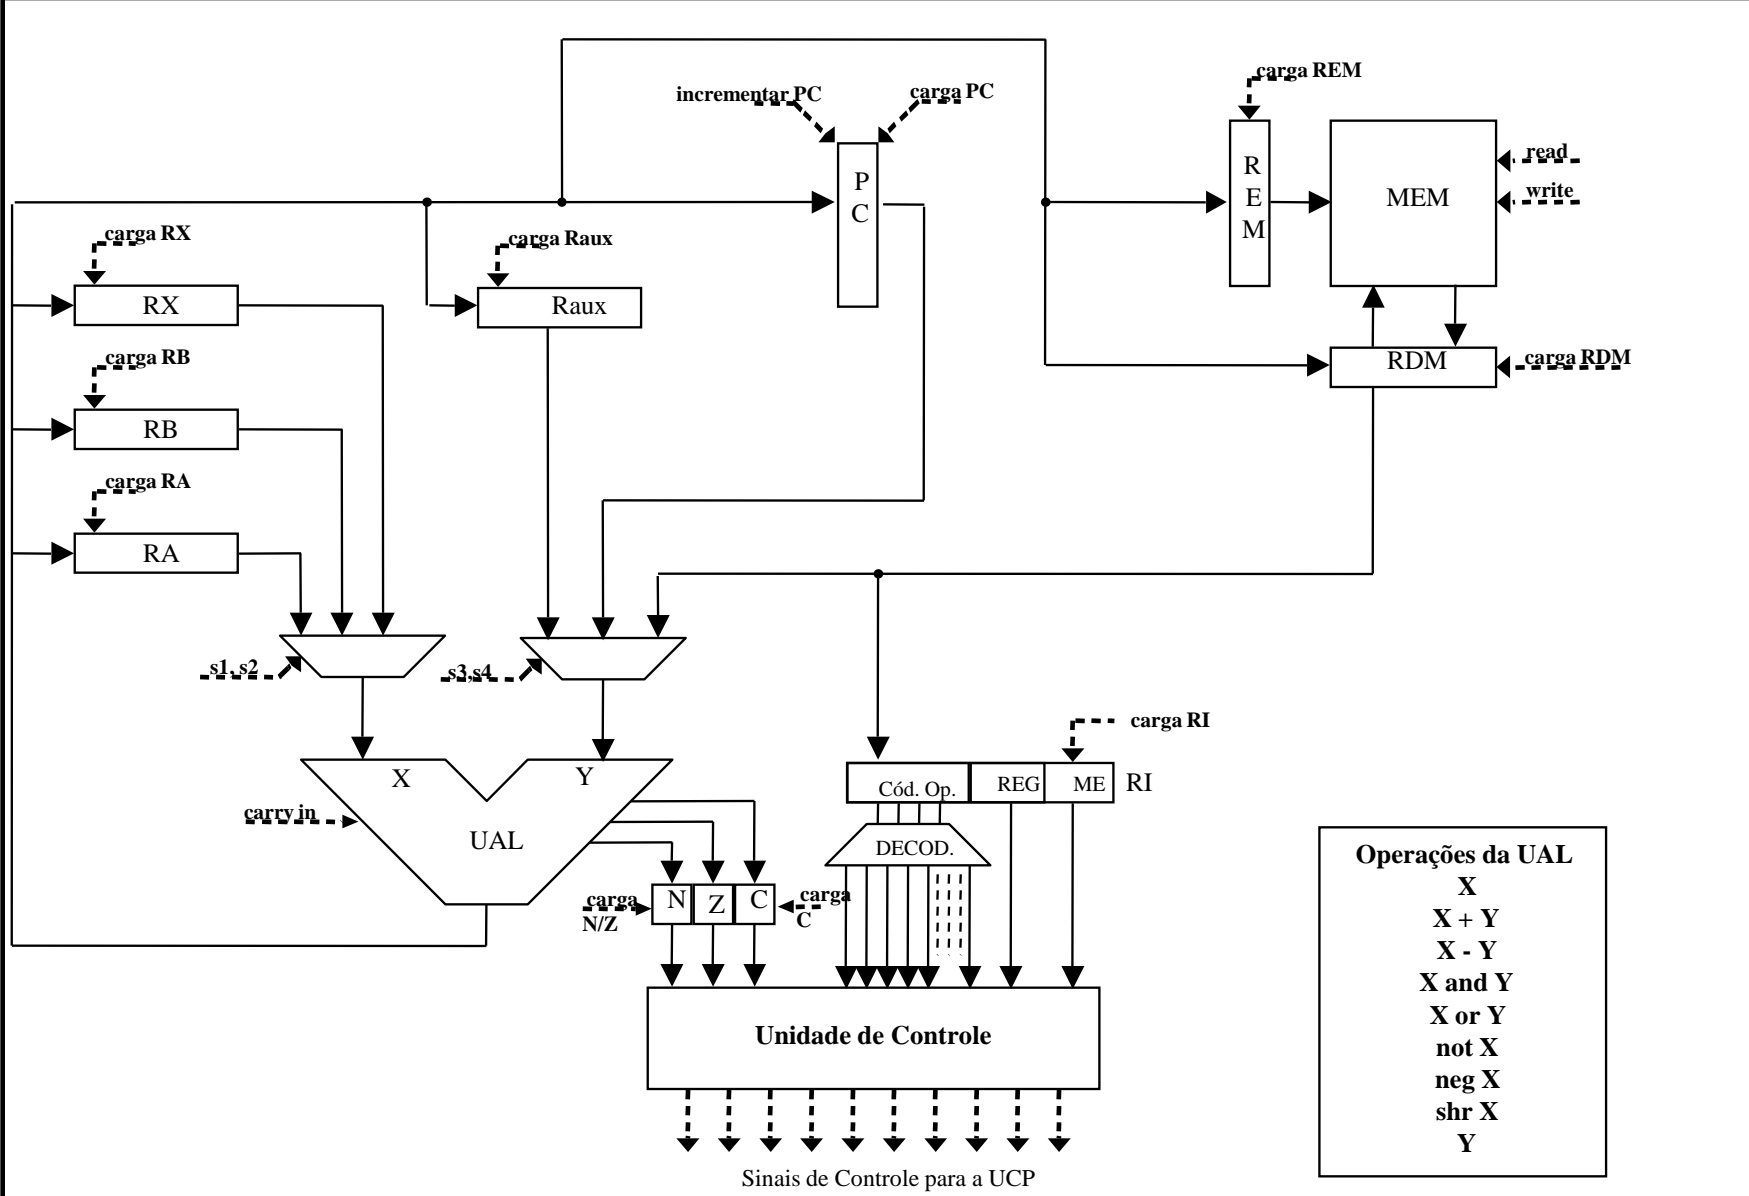 carga REM
incrementar PC
carga PC
R
E
M
MEM
read
write
P
C
carga RX
carga Raux
RX
Raux
carga RB
RDM
carga RDM
RB
carga RA
RA
s1, s2
s3,s4
carga RI
X
Y
Cód. Op.
REG
ME
RI
carry in
UAL
DECOD.
carga
N/Z
N
Z
C
carga
C
Unidade de Controle
Sinais de Controle para a UCP
Operações da UAL
X
X + Y
X - Y
X and Y
X or Y
not X
neg X
shr X
Y